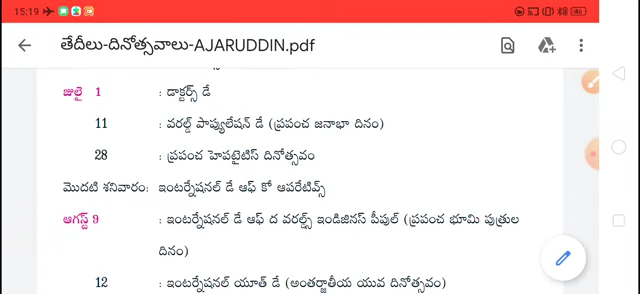 15:19
తేదీలు-దినోత్సవాలు-AJARUDDIN.pdf
జులై 1 : డాక్టర్స్ డే
11 : వరల్డ్ పాప్యులేషన్ డే (ప్రపంచ జనాభా దినం)
28 : ప్రపంచ హెపటైటిస్ దినోత్సవం
మొదటి శనివారం: ఇంటర్నేషనల్ డే ఆఫ్ కో ఆపరేటివ్స్
ఆగస్ట్ 9 : ఇంటర్నేషనల్ డే ఆఫ్ ద వరల్డ్స్ ఇండిజినస్ పీపుల్ (ప్రపంచ భూమి పుత్రుల
దినం)
12 : ఇంటర్నేషనల్ యూత్ డే (అంతర్జాతీయ యువ దినోత్సవం)